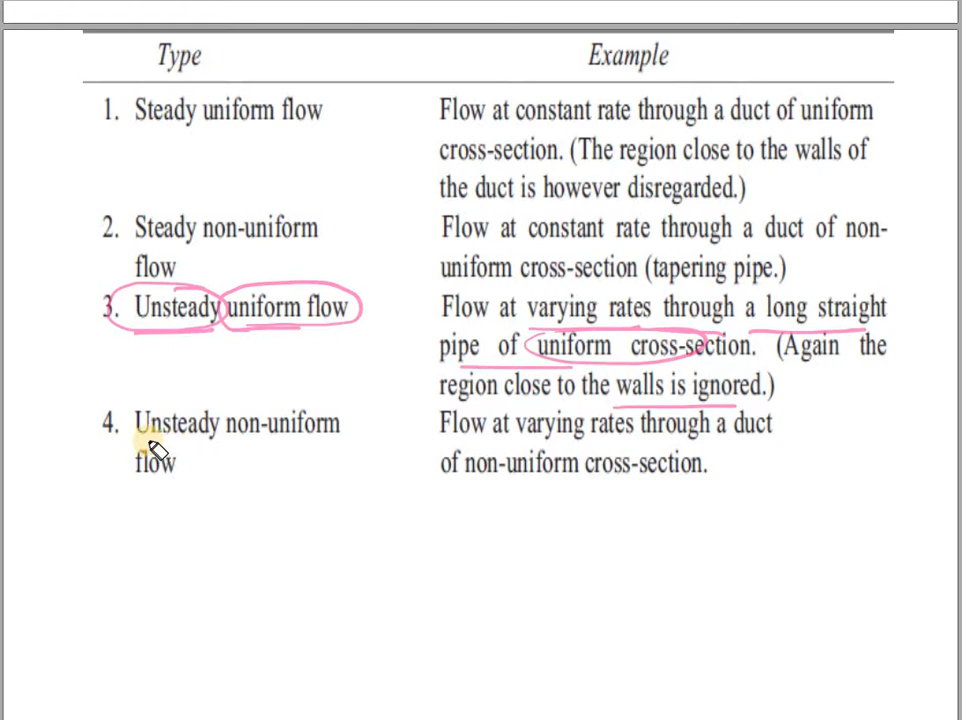 Type Example
1. Steady uniform flow Flow at constant rate through a duct of uniform
cross-section. (The region close to the walls of
the duct is however disregarded.)
2. Steady non-uniform Flow at constant rate through a duct of non-
flow uniform cross-section (tapering pipe.)
3. Unsteady uniform flow Flow at varying rates through a long straight
pipe of uniform cross-section. (Again the
region close to the walls is ignored.)
4. Unsteady non-uniform Flow at varying rates through a duct
flow of non-uniform cross-section.